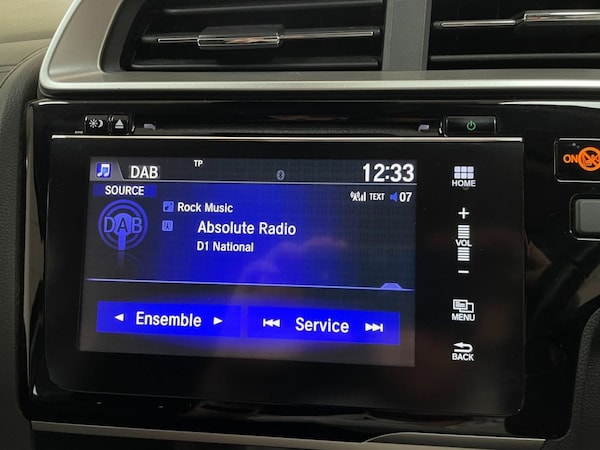 DAB
TP
12:33
SOURCE
TEXT
07
DAB
Rock Music
Absolute Radio
D1 National
Ensemble
Service
HOME
+
VOL
−
MENU
BACK
ON